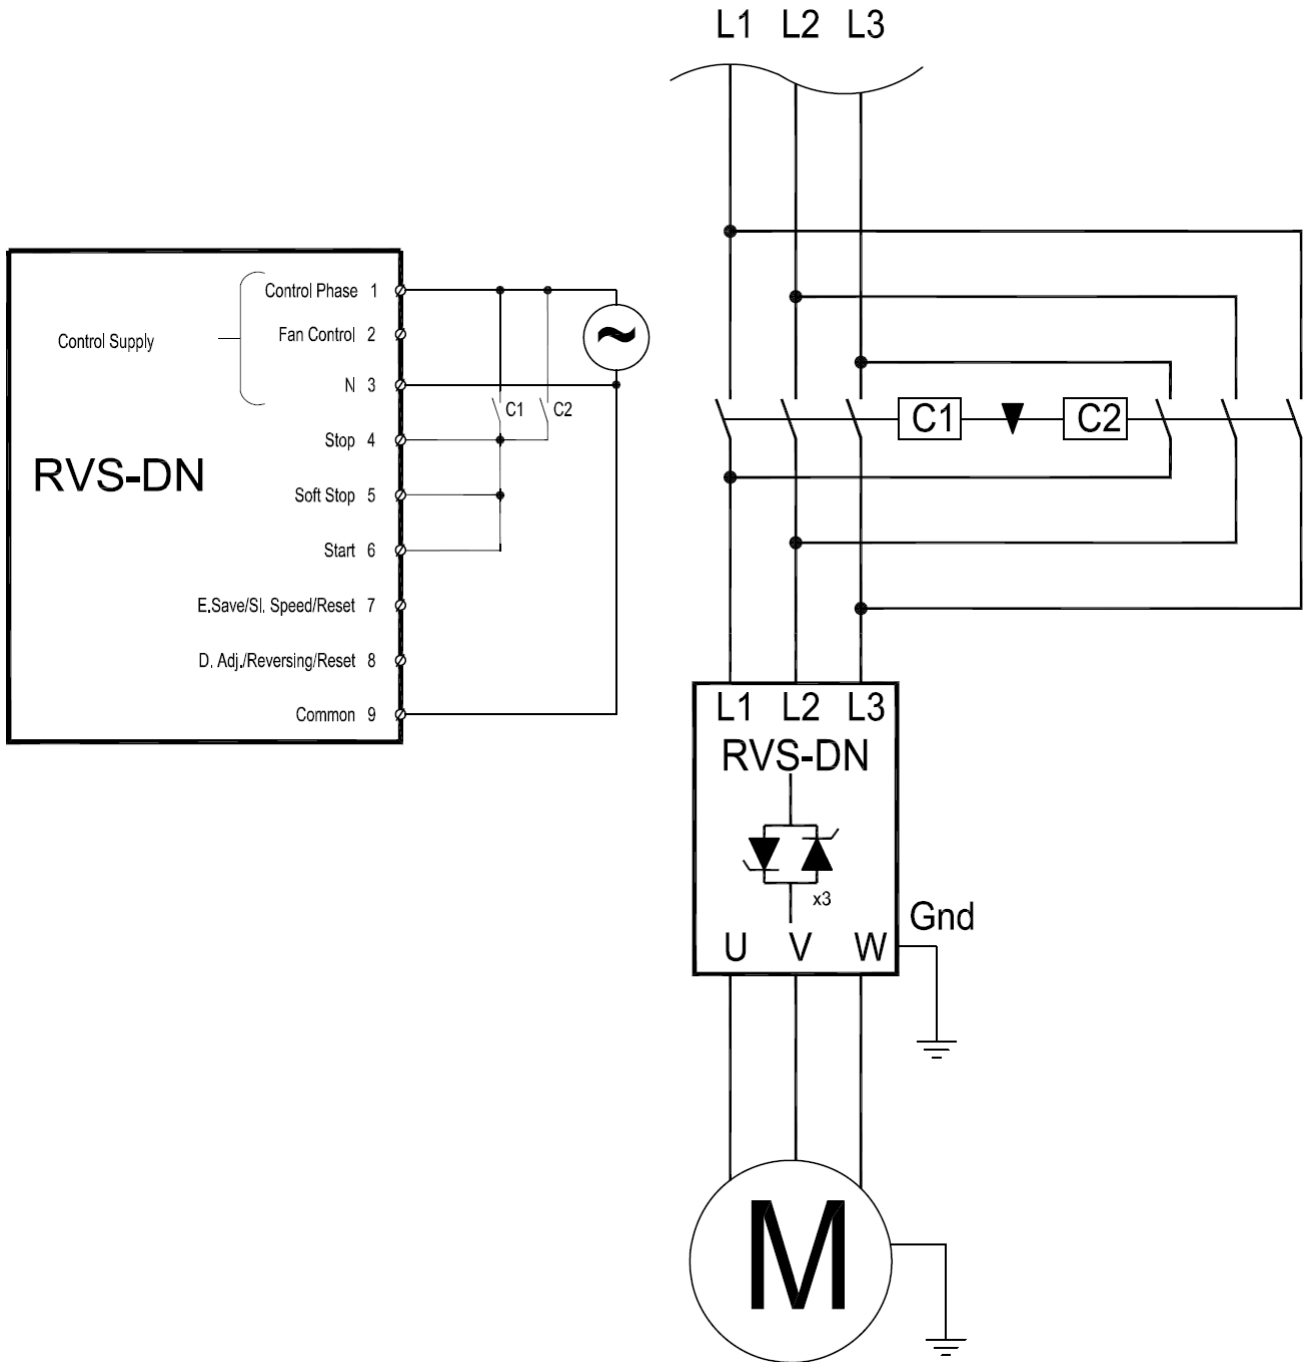 L1 L2 L3
Control Phase 1
Fan Control 2
Control Supply
N 3
C1 C2
Stop 4
RVS-DN
Soft Stop 5
Start 6
E.Save/Sl. Speed/Reset 7
D. Adj./Reversing/Reset 8
Common 9
C1 C2
L1 L2 L3
RVS-DN
x3
Gnd
U V W
M